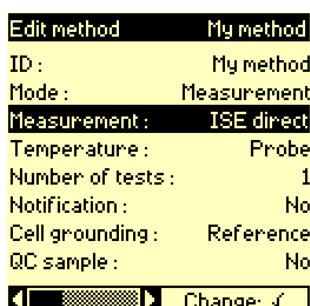 Edit method My method
ID : My method
Mode : Measurement
Measurement : ISE direct
Temperature : Probe
Number of tests : 1
Notification : No
Cell grounding : Reference
QC sample : No
Change: √